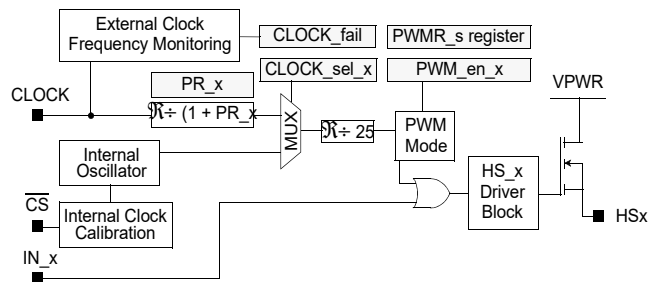 External Clock
Frequency Monitoring
CLOCK_fail
PWMR_s register
PR_x
CLOCK_sel_x
PWM_en_x
VPWR
CLOCK
ℜ÷ (1 + PR_x
MUX
ℜ÷ 25
PWM
Mode
Internal
Oscillator
HS_x
Driver
Block
CS
Internal Clock
Calibration
HSx
IN_x